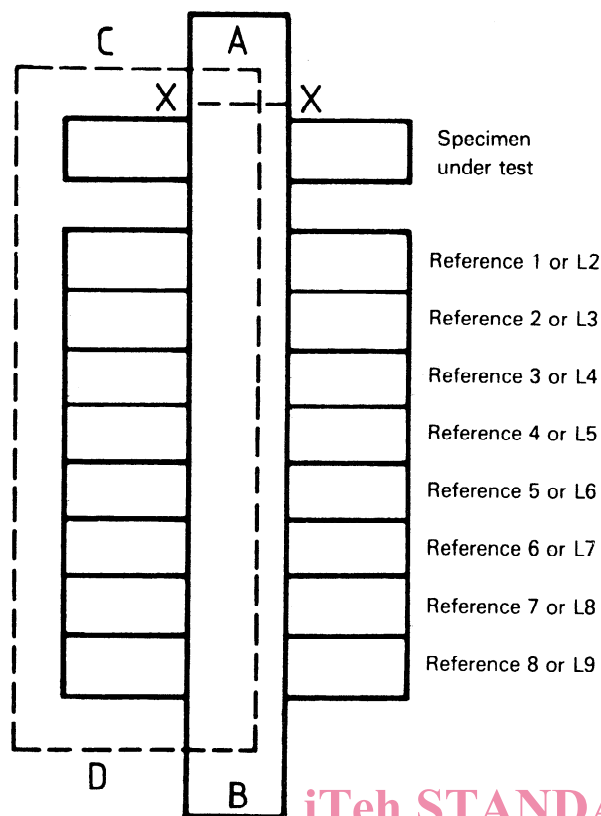 C
A
X
X
Specimen
under test
Reference 1 or L2
Reference 2 or L3
Reference 3 or L4
Reference 4 or L5
Reference 5 or L6
Reference 6 or L7
Reference 7 or L8
Reference 8 or L9
D
B
iTeh STANDA